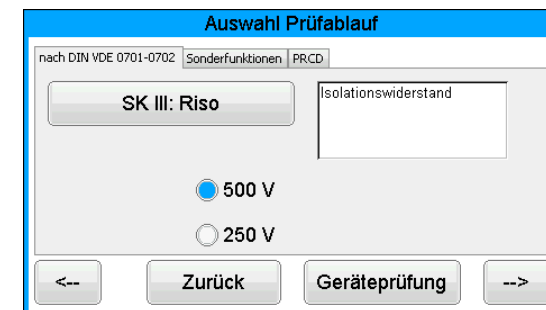 Auswahl Prüfablauf
nach DIN VDE 0701-0702 Sonderfunktionen PRCD
SK III: Riso Isolationswiderstand
500 V
250 V
<-- Zurück Geräteprüfung -->